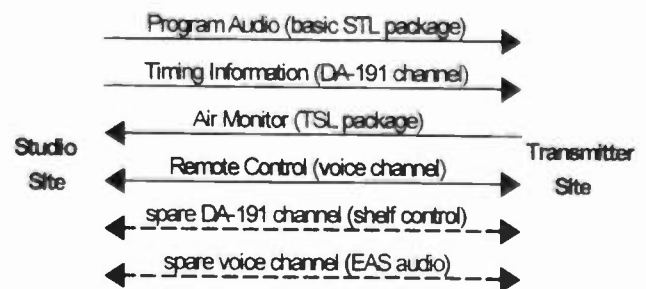 Program Audio (basic STL package)
Timing Information (DA-191 channel)
Air Monitor (TSL package)
Studio
Site
Remote Control (voice channel)
Transmitter
Site
spare DA-191 channel (shelf control)
spare voice channel (EAS audio)